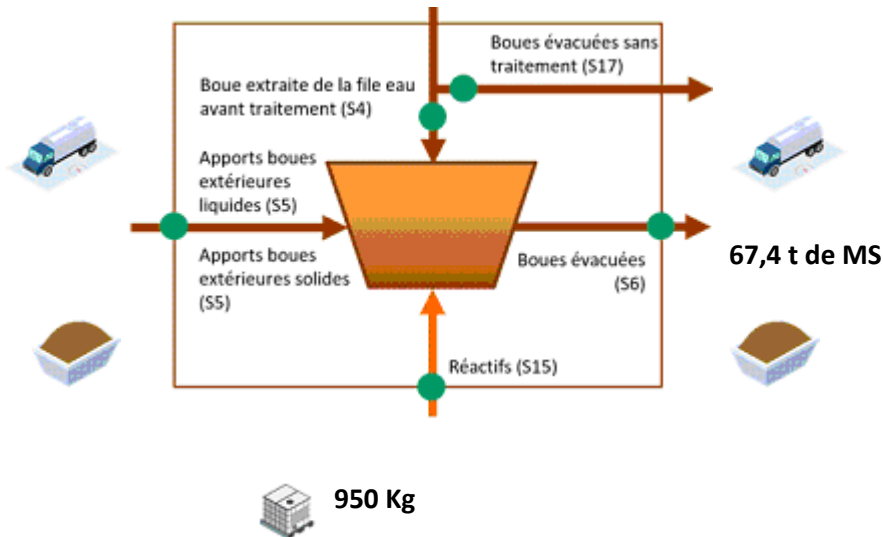 Boues évacuées sans
traitement (S17)
Boue extraite de la file eau
avant traitement (S4)
Apports boues
extérieures
liquides (S5)
Apports boues
extérieures solides
(S5)
Boues évacuées
(S6)
67,4 t de MS
Réactifs (S15)
950 Kg